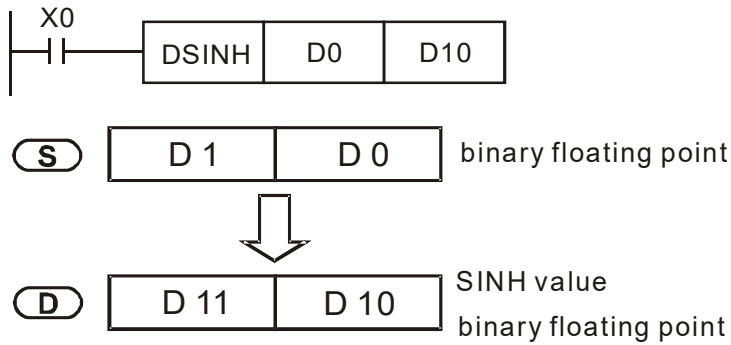 X0
DSINH D0 D10
S D 1 D 0 binary floating point
D D 11 D 10 SINH value
binary floating point